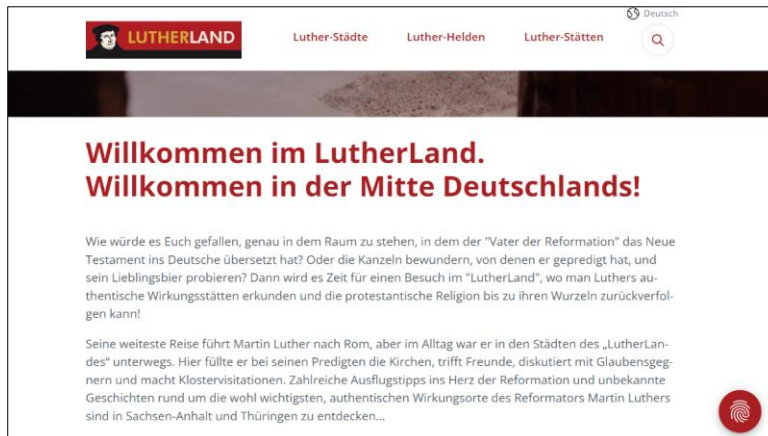 Deutsch
LUTHERLAND
Luther-Städte Luther-Helden Luther-Stätten
Willkommen im LutherLand.
Willkommen in der Mitte Deutschlands!
Wie würde es Euch gefallen, genau in dem Raum zu stehen, in dem der "Vater der Reformation" das Neue
Testament ins Deutsche übersetzt hat? Oder die Kanzeln bewundern, von denen er gepredigt hat, und
sein Lieblingsbier probieren? Dann wird es Zeit für einen Besuch im "LutherLand", wo man Luthers au-
thentische Wirkungsstätten erkunden und die protestantische Religion bis zu ihren Wurzeln zurückverfol-
gen kann!
Seine weiteste Reise führt Martin Luther nach Rom, aber im Alltag war er in den Städten des „LutherLan-
des" unterwegs. Hier füllte er bei seinen Predigten die Kirchen, trifft Freunde, diskutiert mit Glaubensgeg-
nern und macht Klostervisitationen. Zahlreiche Ausflugstipps ins Herz der Reformation und unbekannte
Geschichten rund um die wohl wichtigsten, authentischen Wirkungsorte des Reformators Martin Luthers
sind in Sachsen-Anhalt und Thüringen zu entdecken...